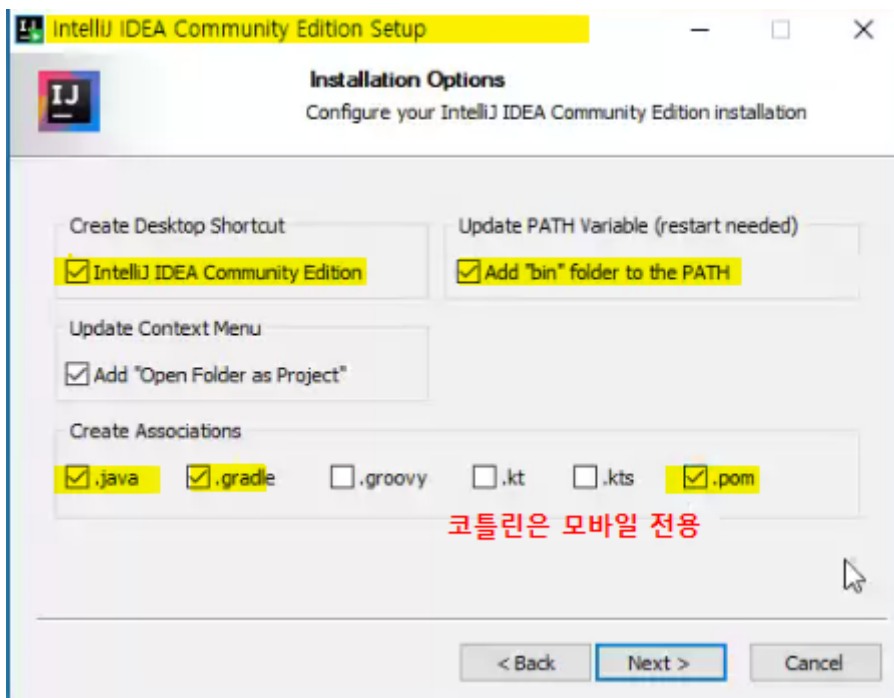 IntelliJ IDEA Community Edition Setup
IJ
Installation Options
Configure your IntelliJ IDEA Community Edition installation
Create Desktop Shortcut
Update PATH Variable (restart needed)
IntelliJ IDEA Community Edition
Add "bin" folder to the PATH
Update Context Menu
Add "Open Folder as Project"
Create Associations
.java .gradle .groovy .kt .kts .pom
코틀린은 모바일 전용
< Back Next > Cancel